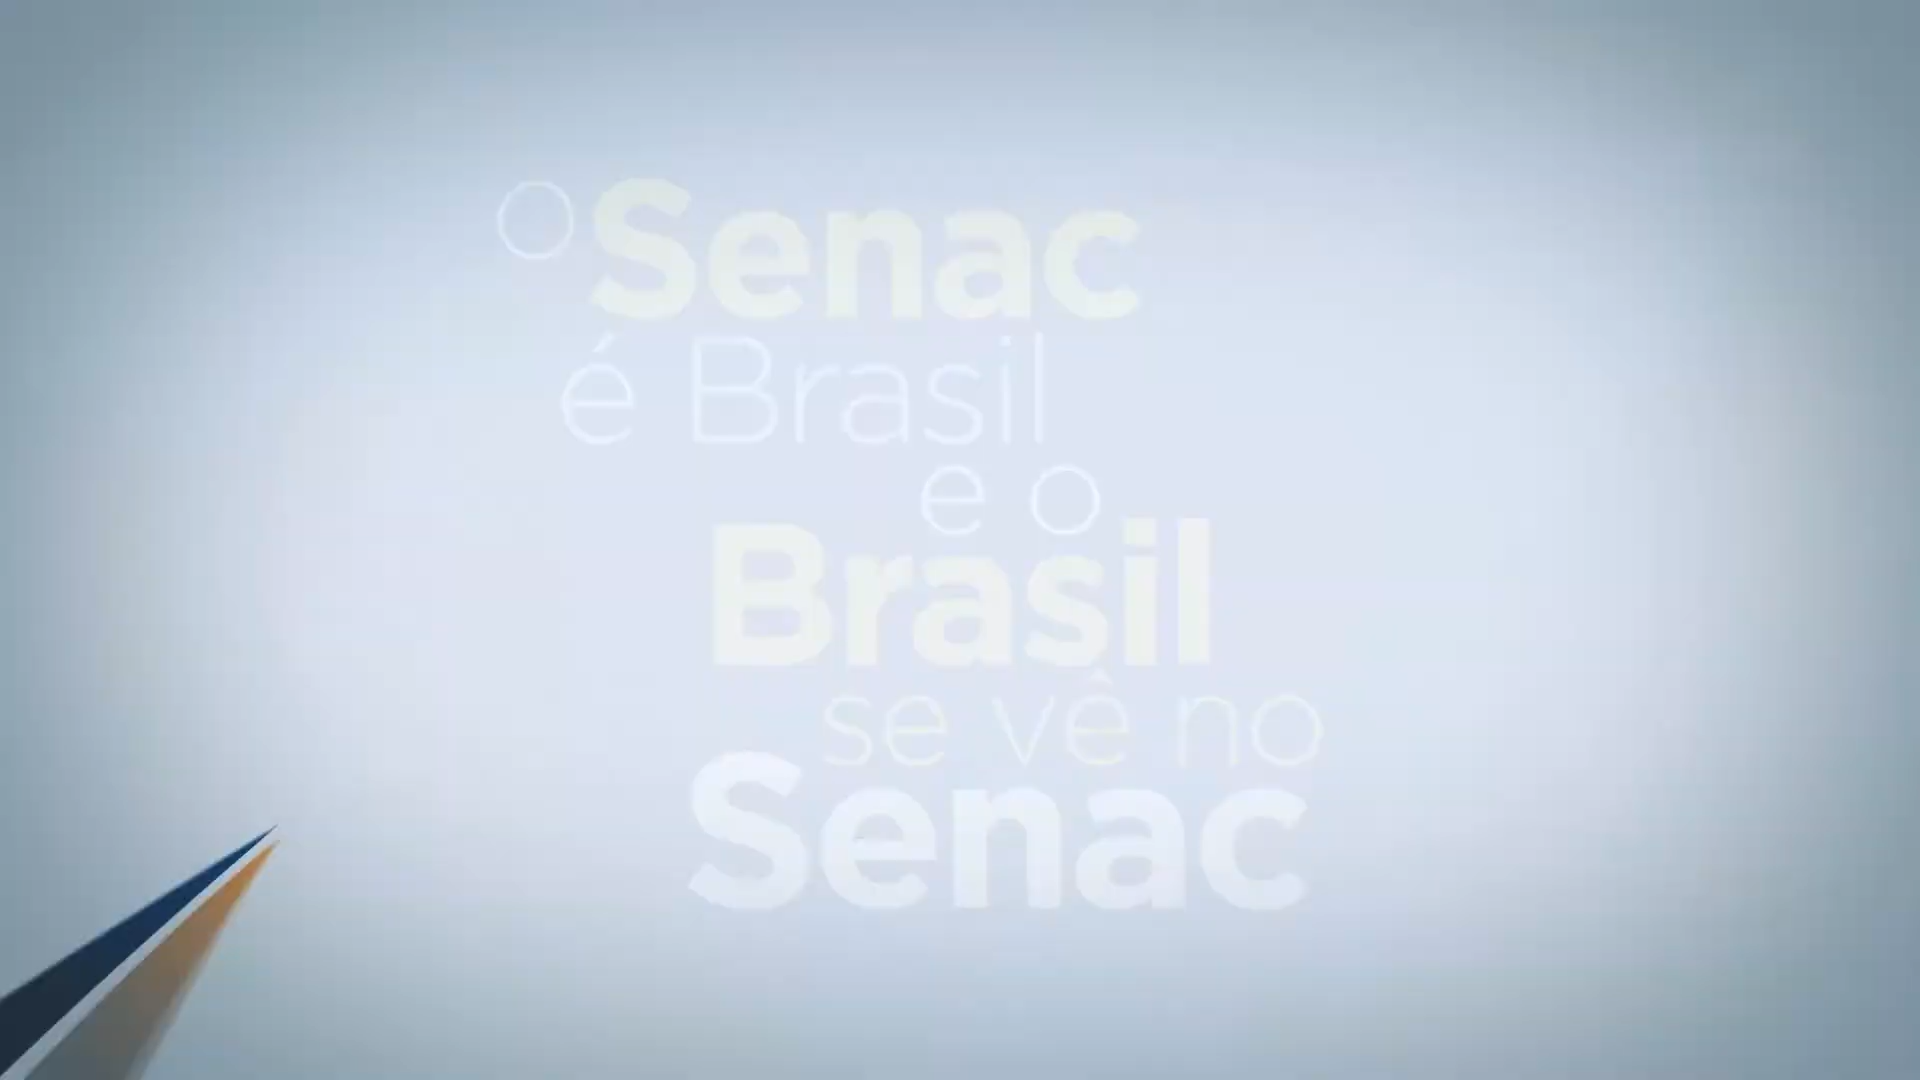 O Senac
é Brasil
e o
Brasil
se vê no
Senac